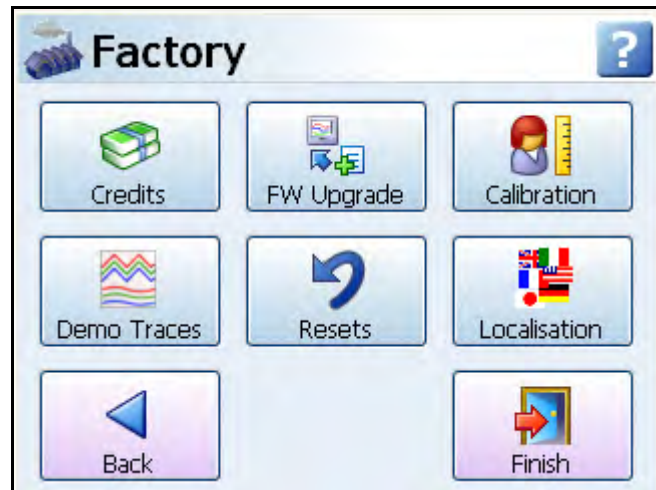 Factory
?
Credits
FW Upgrade
Calibration
Demo Traces
Resets
Localisation
Back
Finish